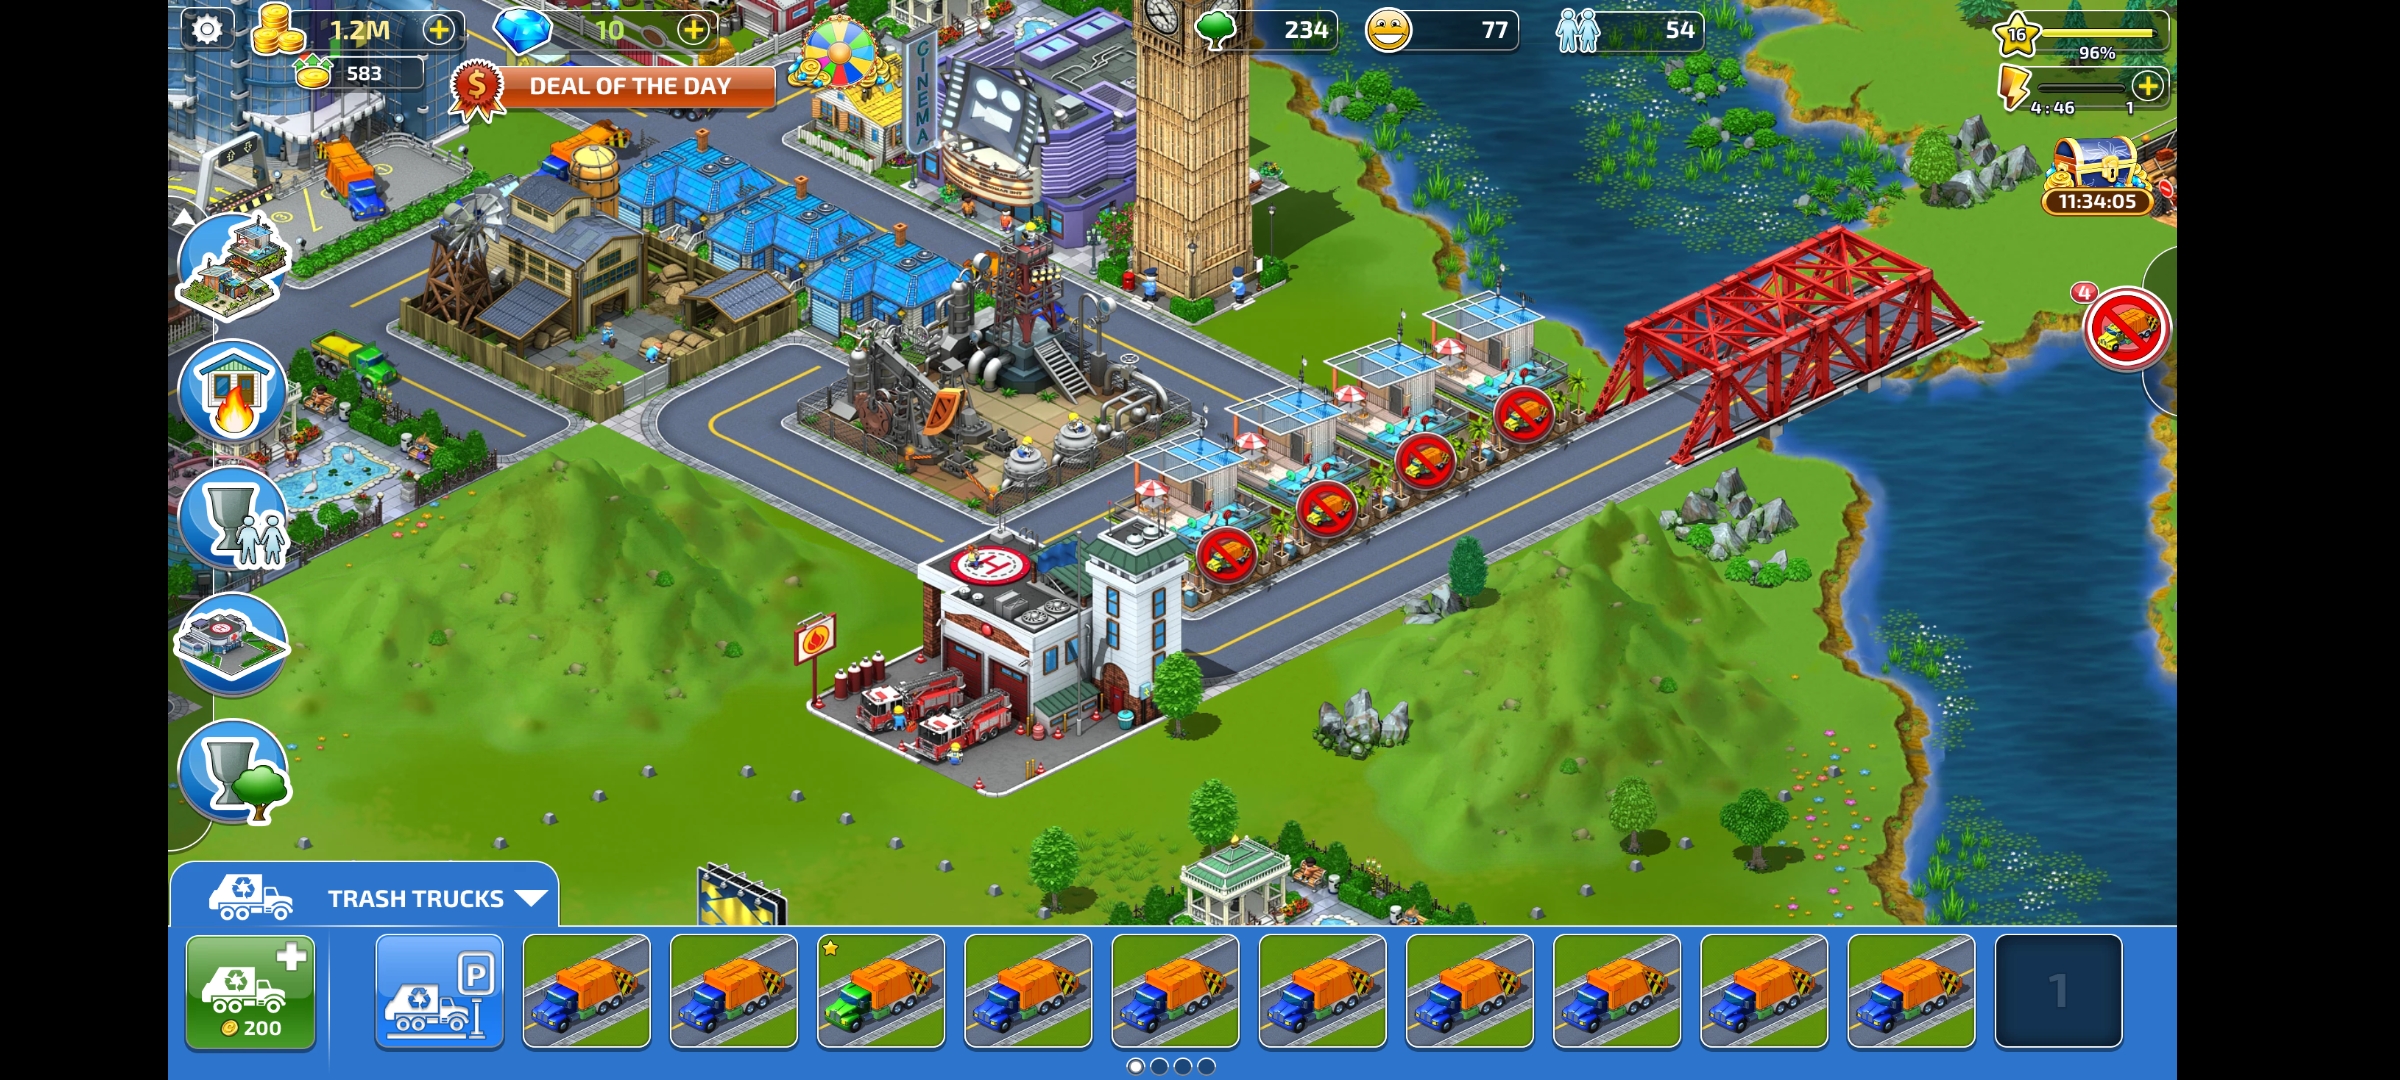 1.2M
10
234
77
54
16
96%
583
DEAL OF THE DAY
4:46
1
CINEMA
11:34:05
4
H
TRASH TRUCKS
P
200
1